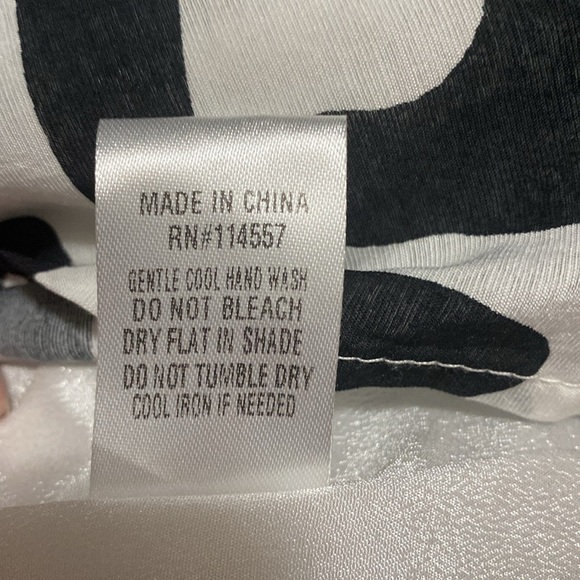 MADE IN CHINA
RN#114557
GENTLE COOL HAND WASH
DO NOT BLEACH
DRY FLAT IN SHADE
DO NOT TUMBLE DRY
COOL IRON IF NEEDED